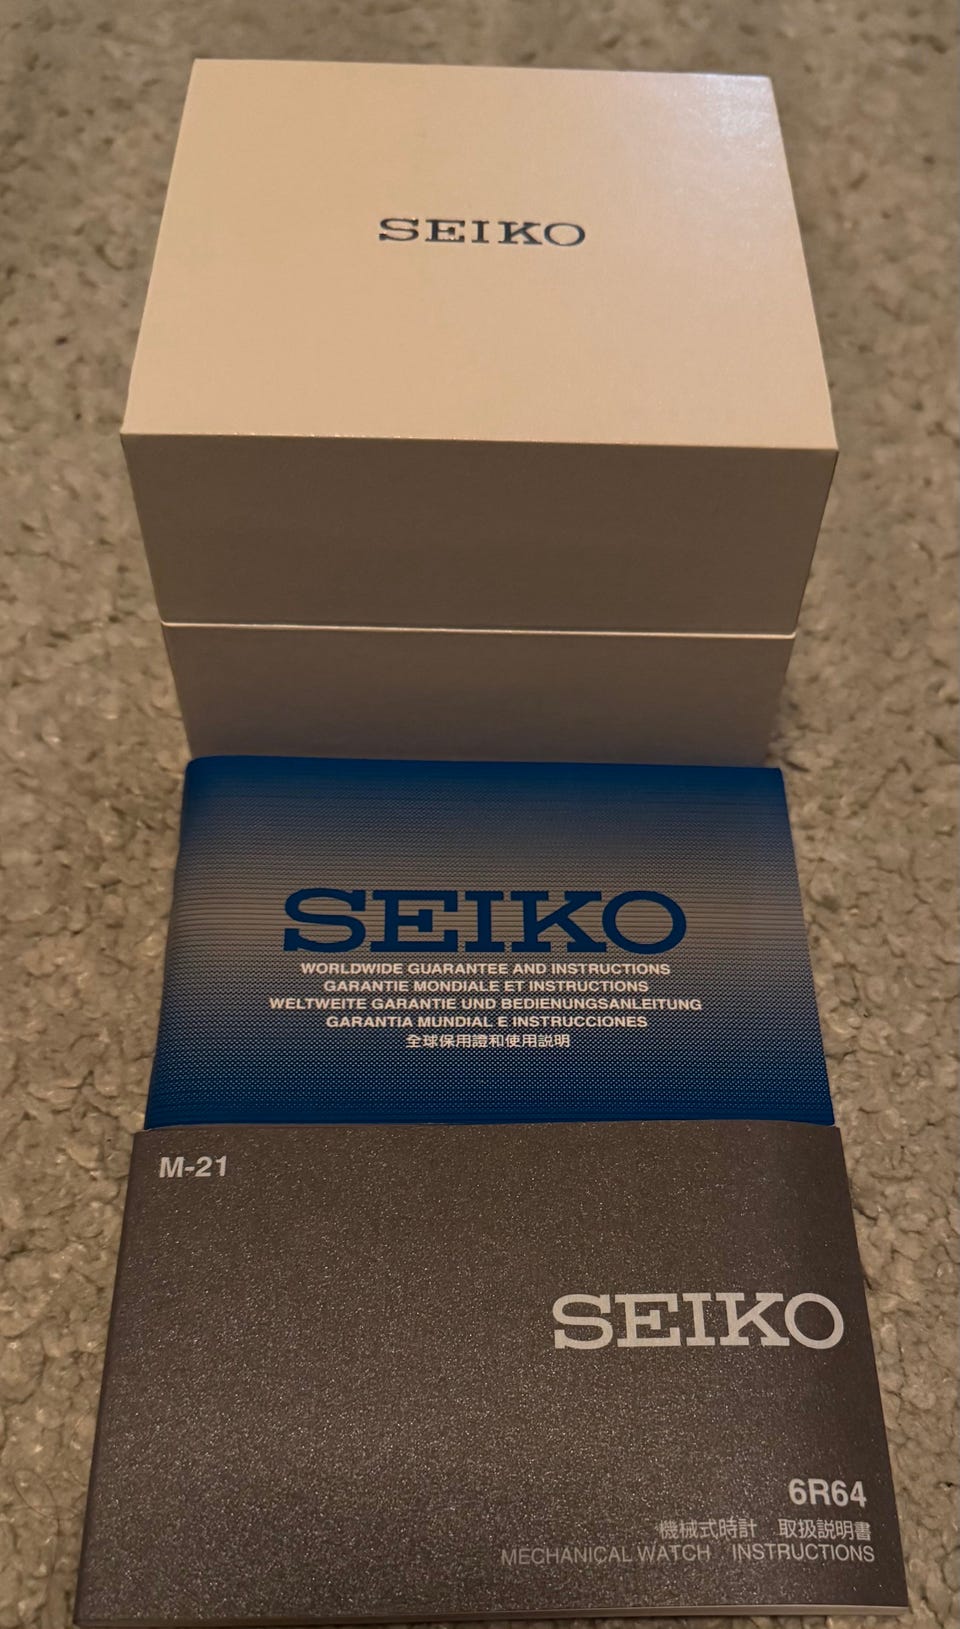 SEIKO
SEIKO
WORLDWIDE GUARANTEE AND INSTRUCTIONS
GARANTIE MONDIALE ET INSTRUCTIONS
WELTWEITE GARANTIE UND BEDIENUNGSANLEITUNG
GARANTIA MUNDIAL E INSTRUCCIONES
全球保用證和使用説明
M-21
SEIKO
6R64
機械式時計 取扱説明書
MECHANICAL WATCH INSTRUCTIONS